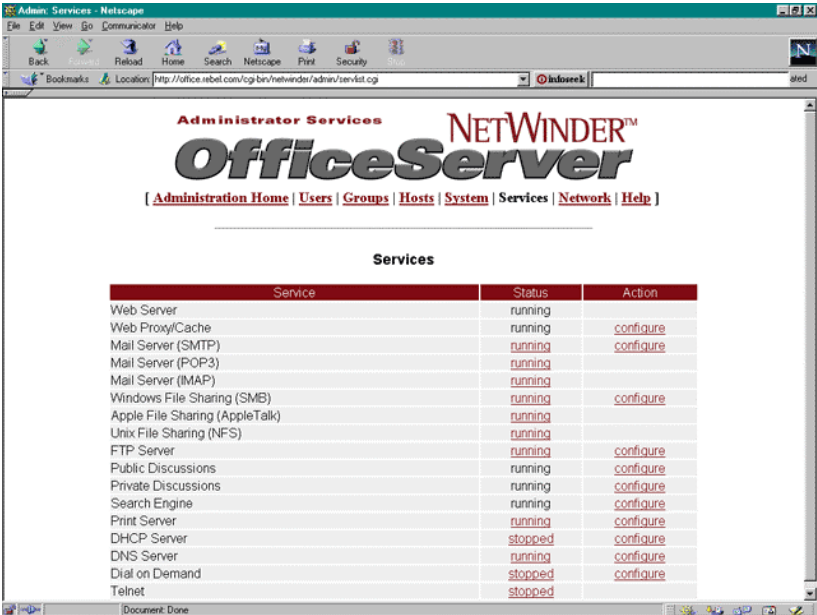 Admin: Services - Netscape
File Edit View Go Communicator Help
Back Forward Reload Home Search Netscape Print Security Stop
Bookmarks Location: http://office.rebel.com/cgi-bin/netwinder/admin/servlist.cgi infoseek ated
Administrator Services NETWINDER™
OfficeServer
[ Administration Home | Users | Groups | Hosts | System | Services | Network | Help ]
Services
Service Status Action
Web Server running
Web Proxy/Cache running configure
Mail Server (SMTP) running configure
Mail Server (POP3) running
Mail Server (IMAP) running
Windows File Sharing (SMB) running configure
Apple File Sharing (AppleTalk) running
Unix File Sharing (NFS) running
FTP Server running configure
Public Discussions running configure
Private Discussions running configure
Search Engine running configure
Print Server running configure
DHCP Server stopped configure
DNS Server running configure
Dial on Demand stopped configure
Telnet stopped
Document: Done